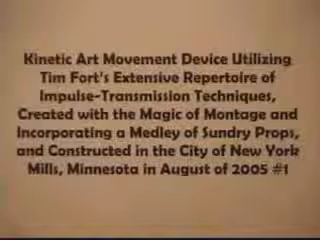 Kinetic Art Movement Device Utilizing
Tim Fort's Extensive Repertoire of
Impulse-Transmission Techniques,
Created with the Magic of Montage and
Incorporating a Medley of Sundry Props,
and Constructed in the City of New York
Mills, Minnesota in August of 2005 #1